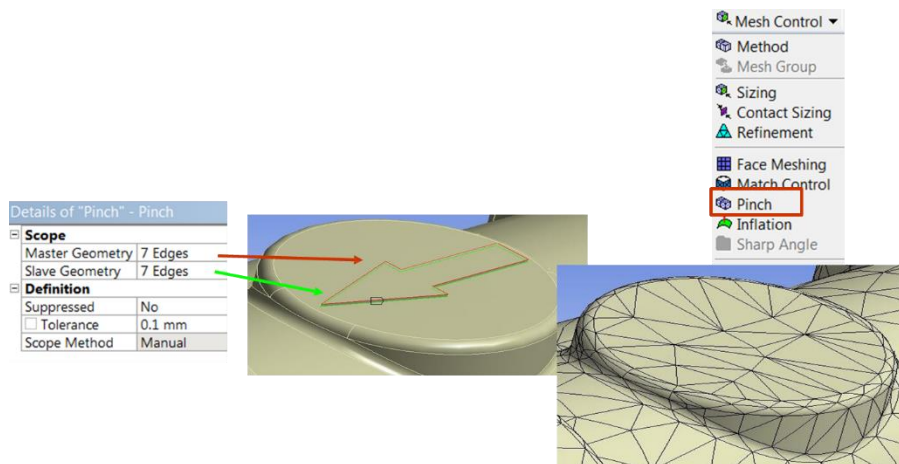 Mesh Control
Method
Mesh Group
Sizing
Contact Sizing
Refinement
Face Meshing
Match Control
Pinch
Inflation
Sharp Angle
Details of "Pinch" - Pinch
Scope
Master Geometry 7 Edges
Slave Geometry 7 Edges
Definition
Suppressed No
Tolerance 0.1 mm
Scope Method Manual